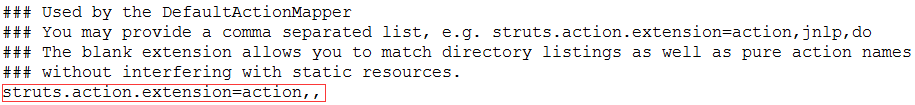 ### Used by the DefaultActionMapper
### You may provide a comma separated list, e.g. struts.action.extension=action,jnlp,do
### The blank extension allows you to match directory listings as well as pure action names
### without interfering with static resources.
struts.action.extension=action,,